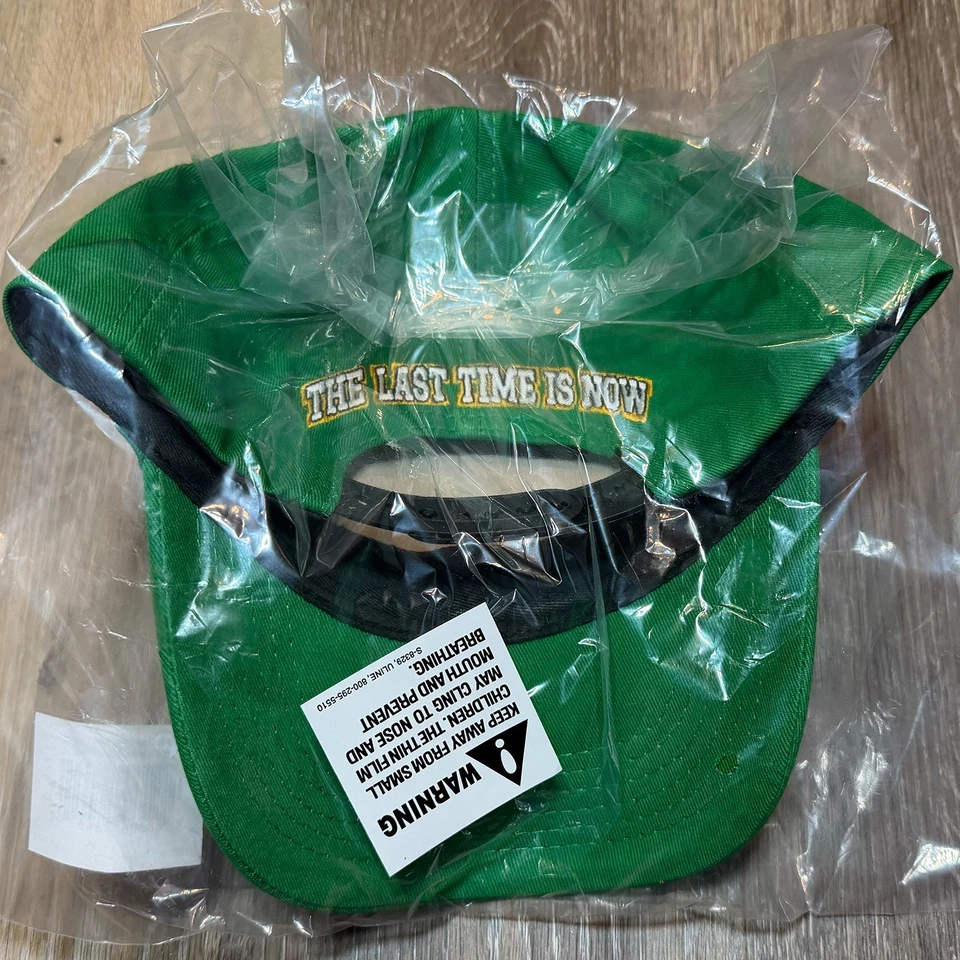 THE LAST TIME IS NOW
WARNING
KEEP AWAY FROM SMALL
CHILDREN. THE THIN FILM
MAY CLING TO NOSE AND
MOUTH AND PREVENT
BREATHING.
S-8329, ULINE, 800-295-5510